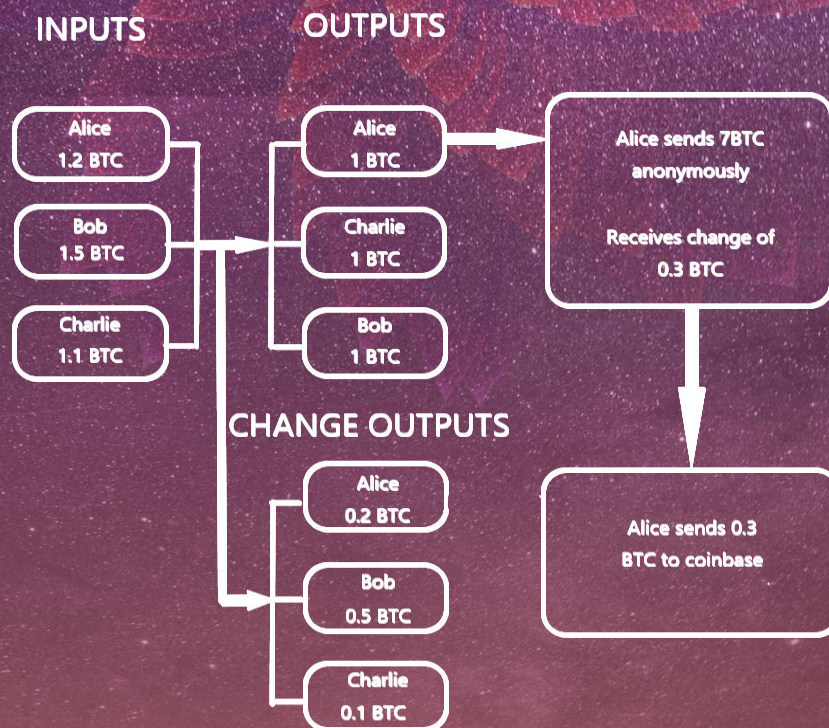 INPUTS
OUTPUTS
Alice
1.2 BTC
Bob
1.5 BTC
Charlie
1.1 BTC
Alice
1 BTC
Charlie
1 BTC
Bob
1 BTC
Alice sends 7BTC
anonymously
Receives change of
0.3 BTC
CHANGE OUTPUTS
Alice
0.2 BTC
Bob
0.5 BTC
Charlie
0.1 BTC
Alice sends 0.3
BTC to coinbase